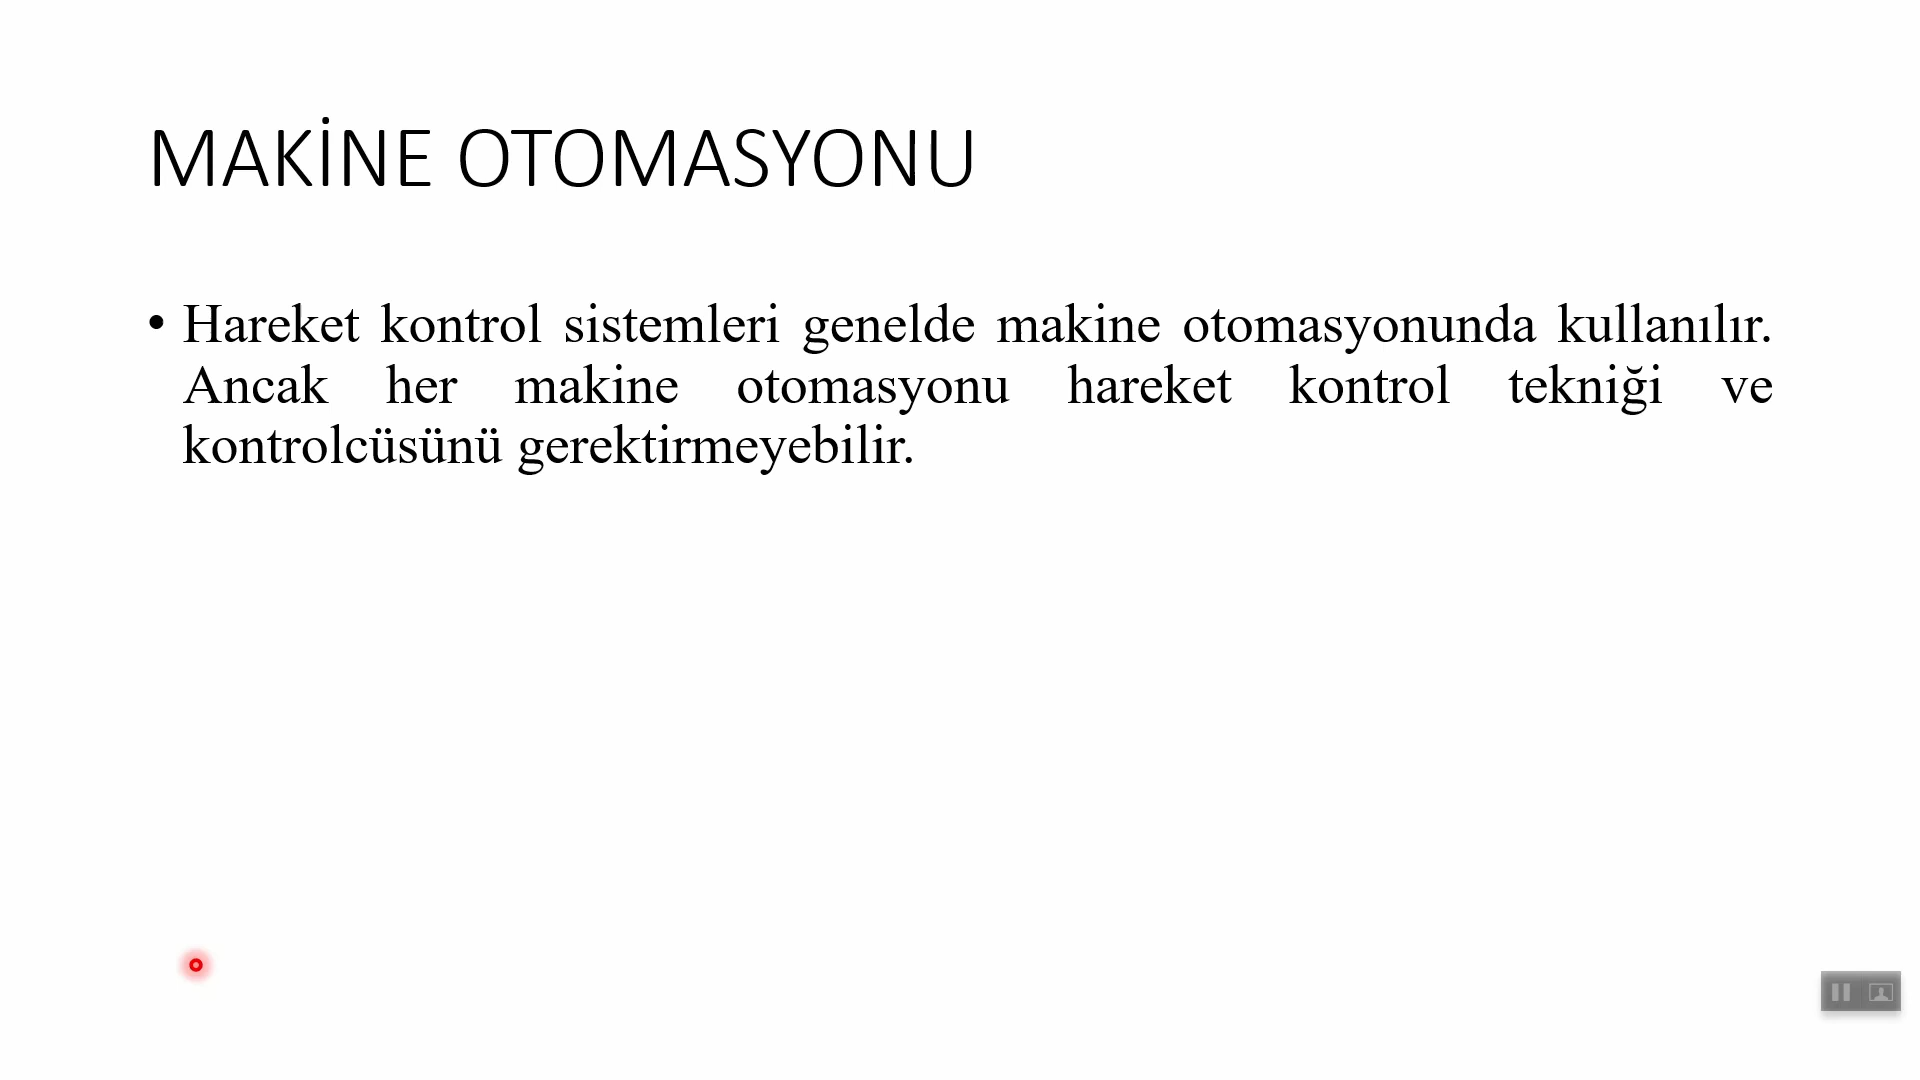 MAKİNE OTOMASYONU
• Hareket kontrol sistemleri genelde makine otomasyonunda kullanılır.
Ancak her makine otomasyonu hareket kontrol tekniği ve
kontrolcüsünü gerektirmeyebilir.